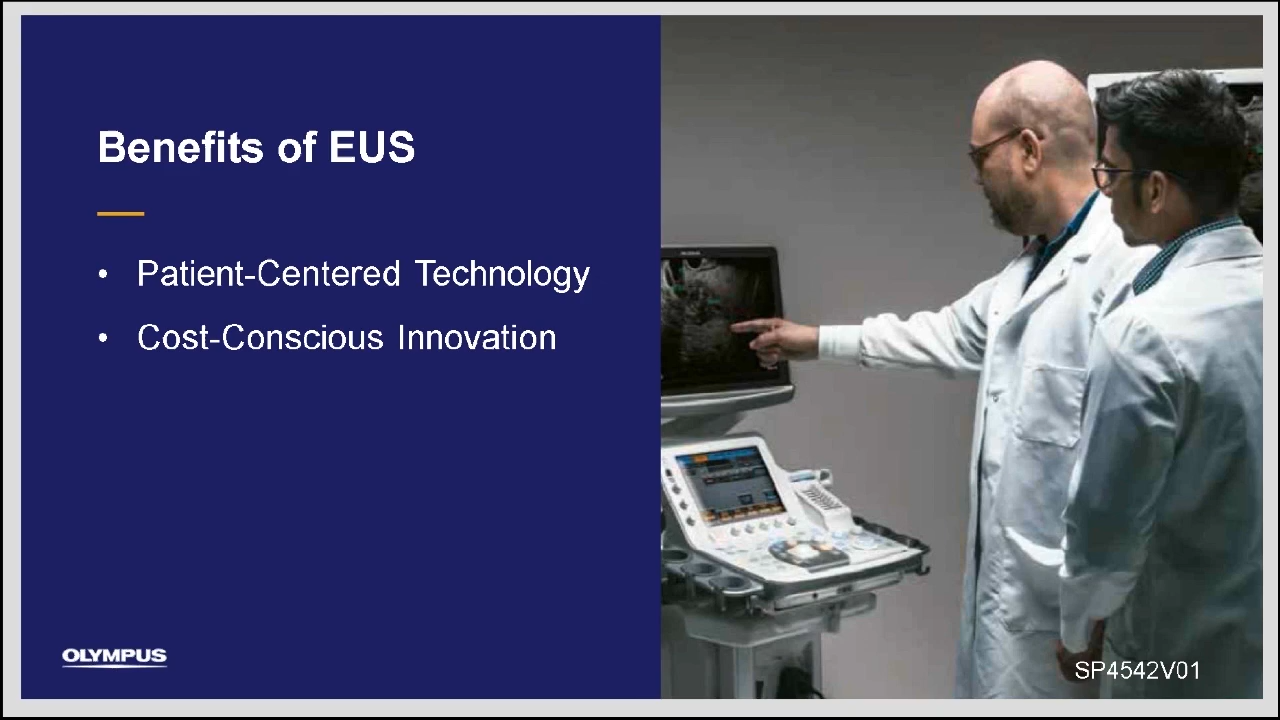 Benefits of EUS
• Patient-Centered Technology
• Cost-Conscious Innovation
OLYMPUS
SP4542V01